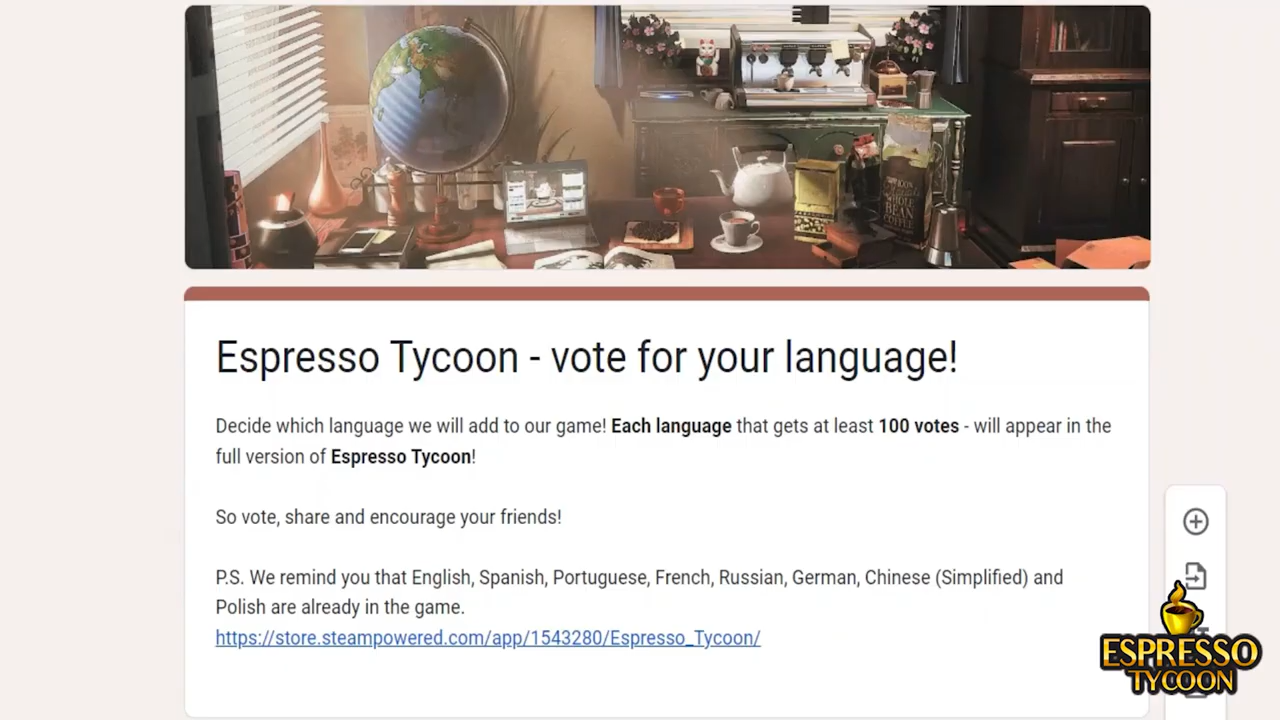 WHOLE
BEAN
COFFEE
Espresso Tycoon - vote for your language!
Decide which language we will add to our game! Each language that gets at least 100 votes - will appear in the
full version of Espresso Tycoon!
So vote, share and encourage your friends!
P.S. We remind you that English, Spanish, Portuguese, French, Russian, German, Chinese (Simplified) and
Polish are already in the game.
https://store.steampowered.com/app/1543280/Espresso_Tycoon/
ESPRESSO
TYCOON